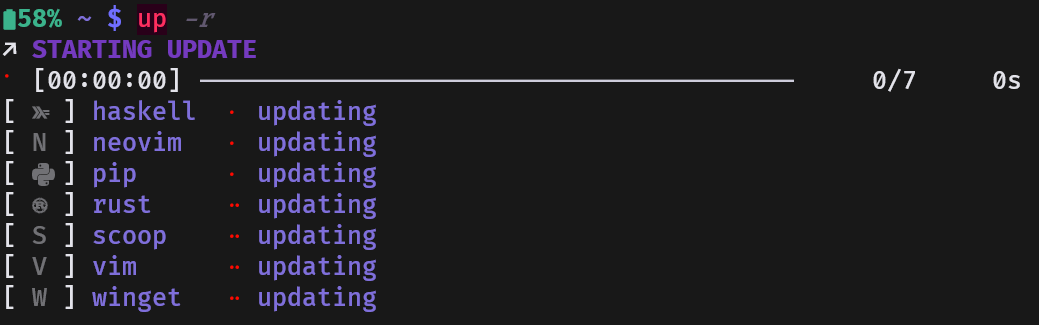 58% ~ $ up -r
↗ STARTING UPDATE
[00:00:00] 0/7 0s
[ ] haskell · updating
[ N ] neovim · updating
[ ] pip · updating
[ ] rust ·· updating
[ S ] scoop ·· updating
[ V ] vim ·· updating
[ W ] winget ·· updating